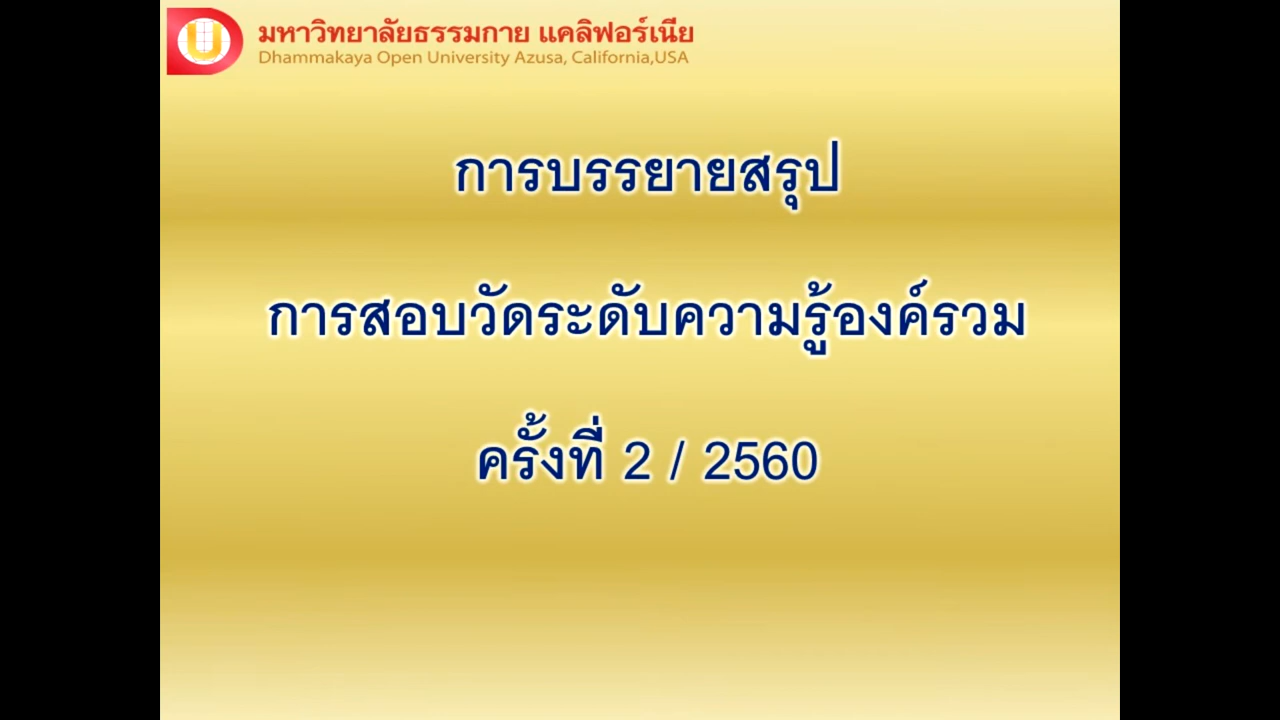 มหาวิทยาลัยธรรมกาย แคลิฟอร์เนีย
Dhammakaya Open University Azusa, California,USA
การบรรยายสรุป
การสอบวัดระดับความรู้องค์รวม
ครั้งที่ 2 / 2560